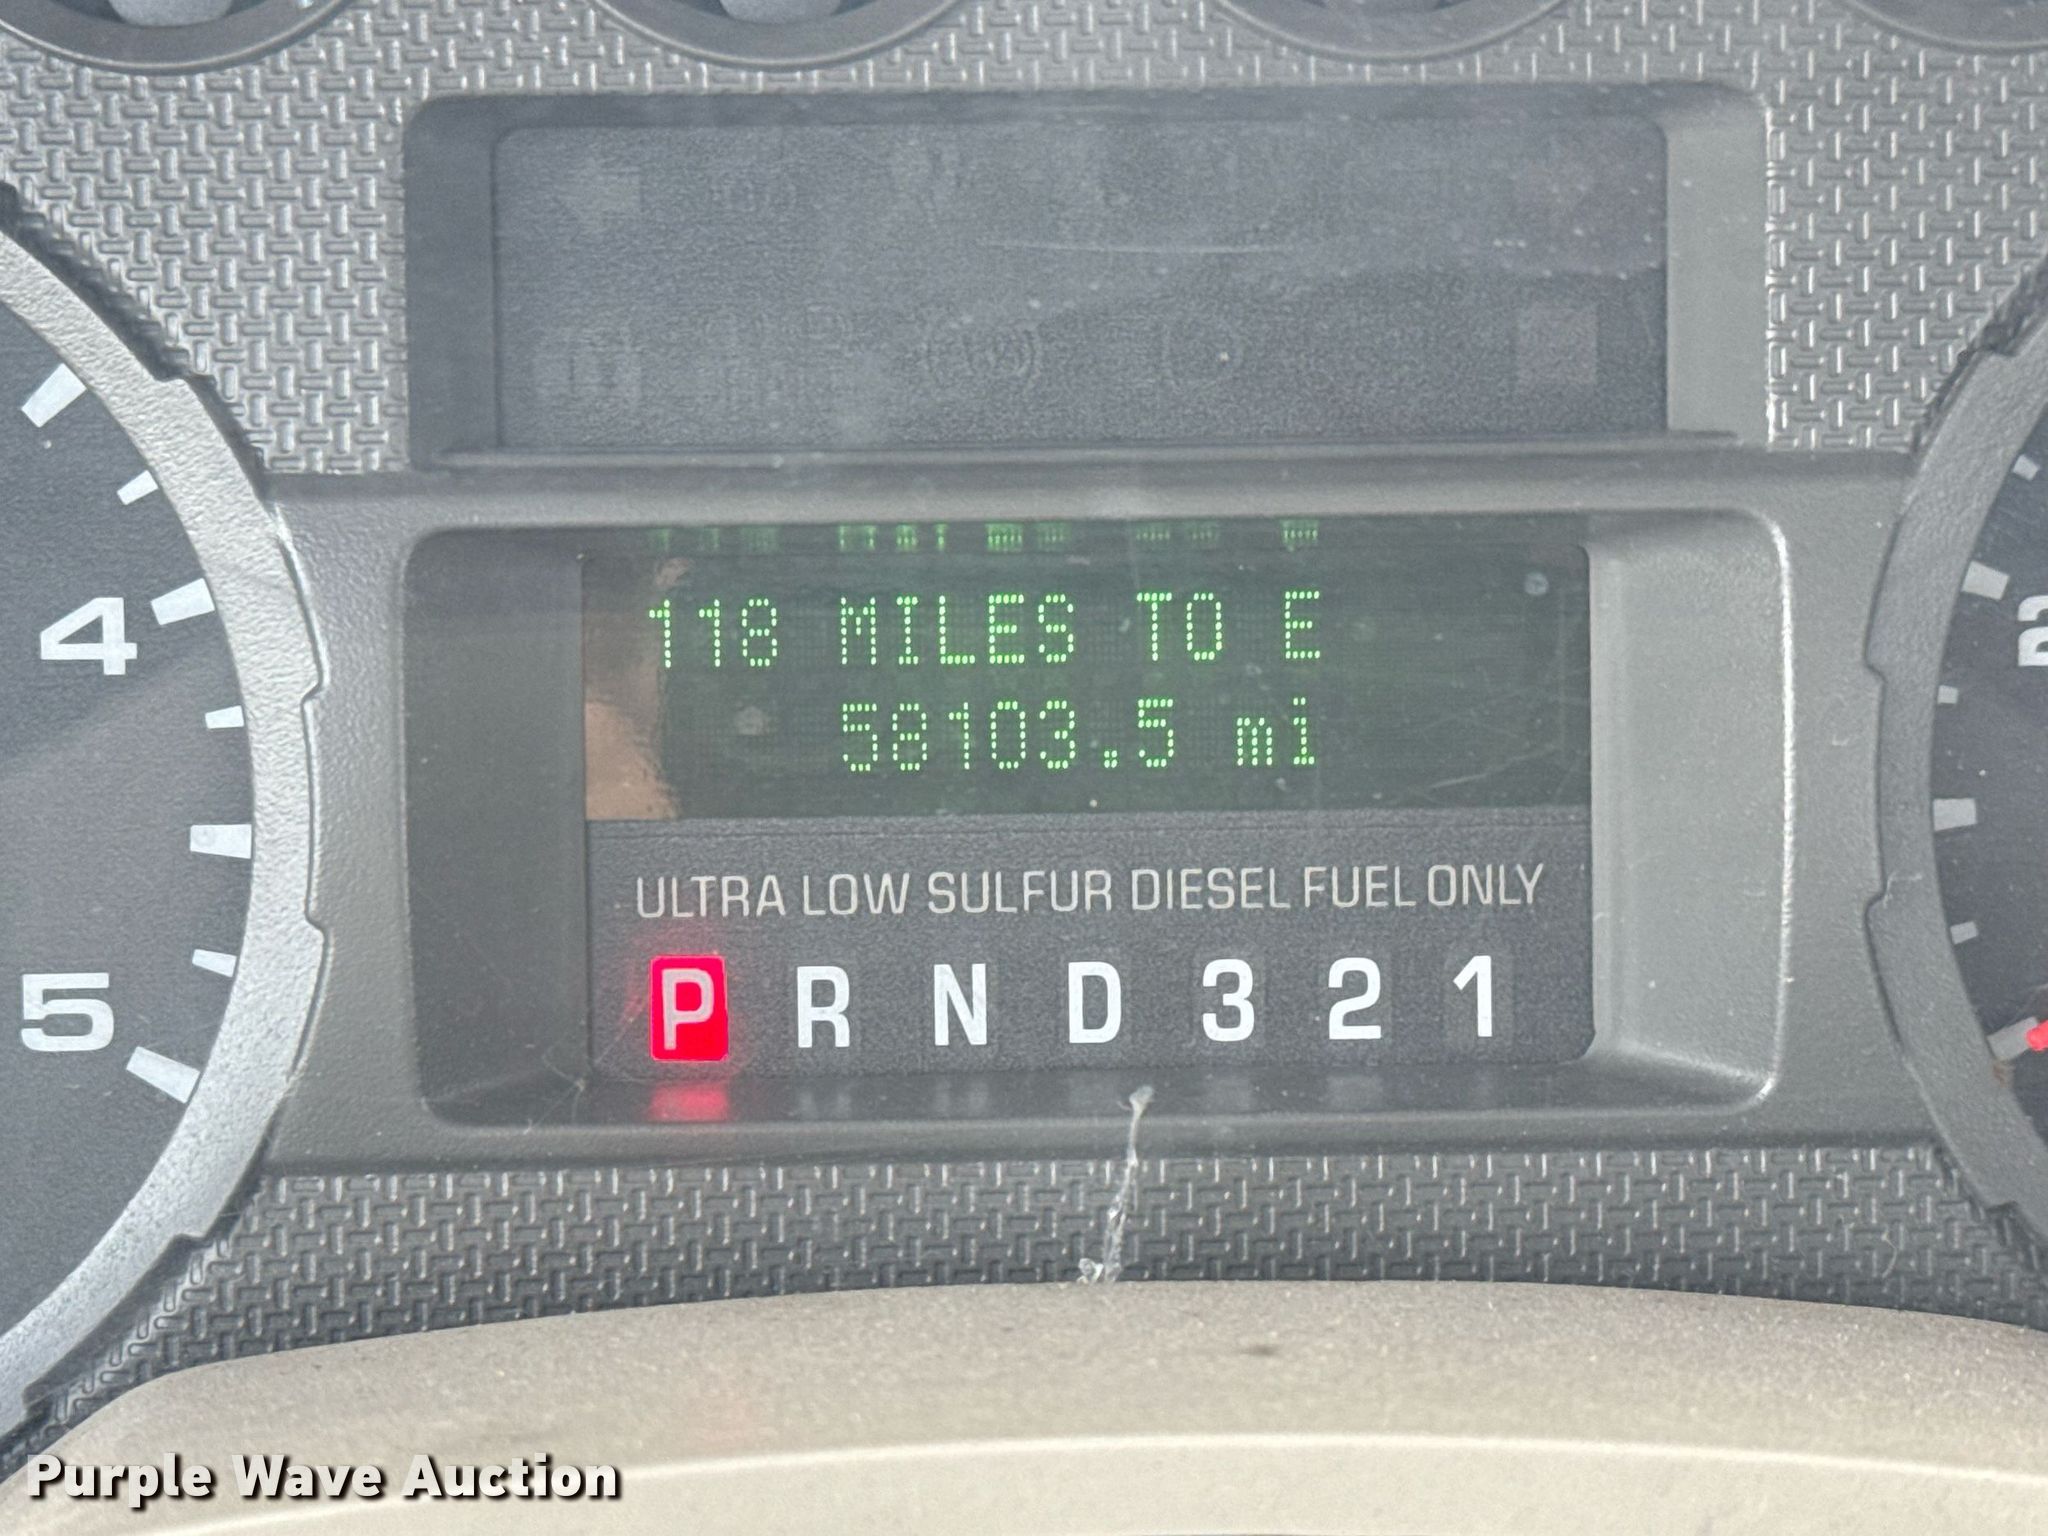 118 MILES TO E
58103.5 mi
ULTRA LOW SULFUR DIESEL FUEL ONLY
P R N D 3 2 1
4
5
Purple Wave Auction